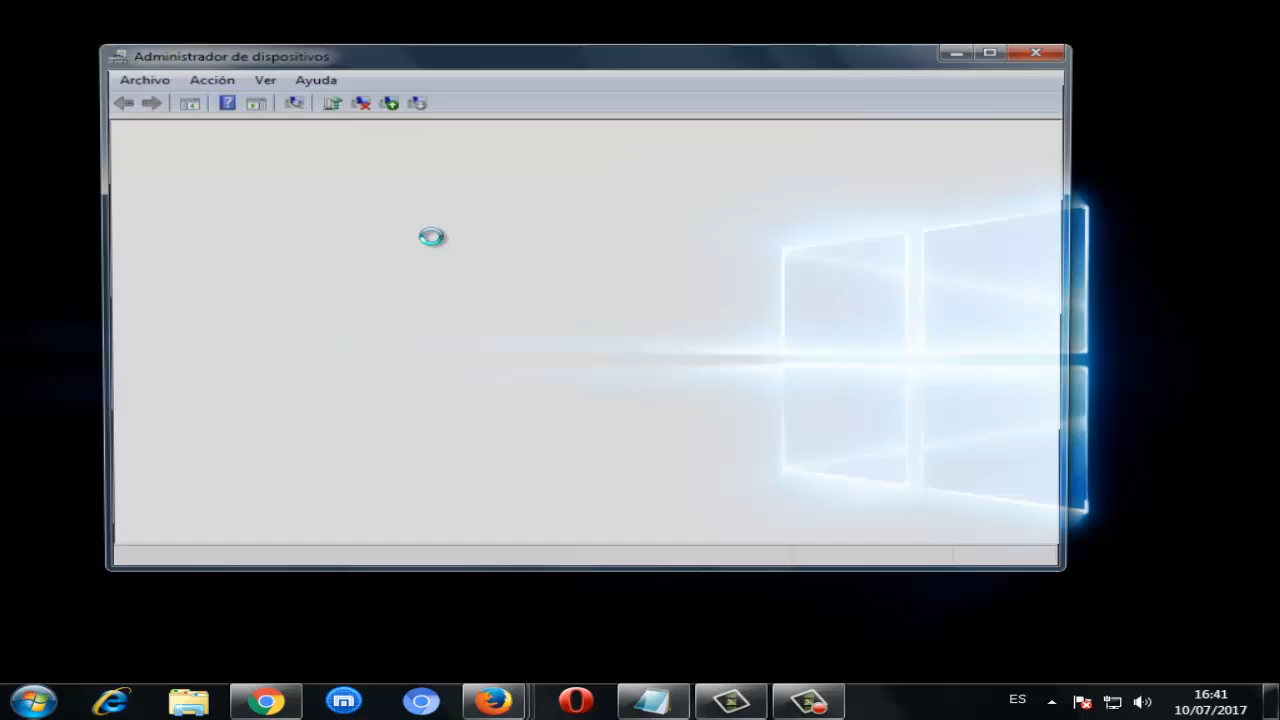 Administrador de dispositivos
Archivo Acción Ver Ayuda
ES
16:41
10/07/2017